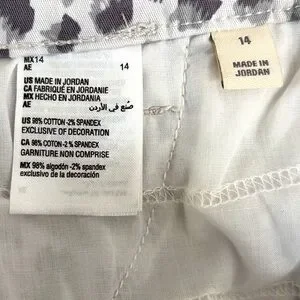 MX14
AE 14
US MADE IN JORDAN
CA FABRIQUÉ EN JORDANIE
MX HECHO EN JORDANIA
AE صنع في الأردن
US 98% COTTON -2% SPANDEX
EXCLUSIVE OF DECORATION
CA 98% COTON -2% SPANDEX
GARNITURE NON COMPRISE
MX 98% algodón -2% spandex
exclusivo de la decoración
14
MADE IN
JORDAN